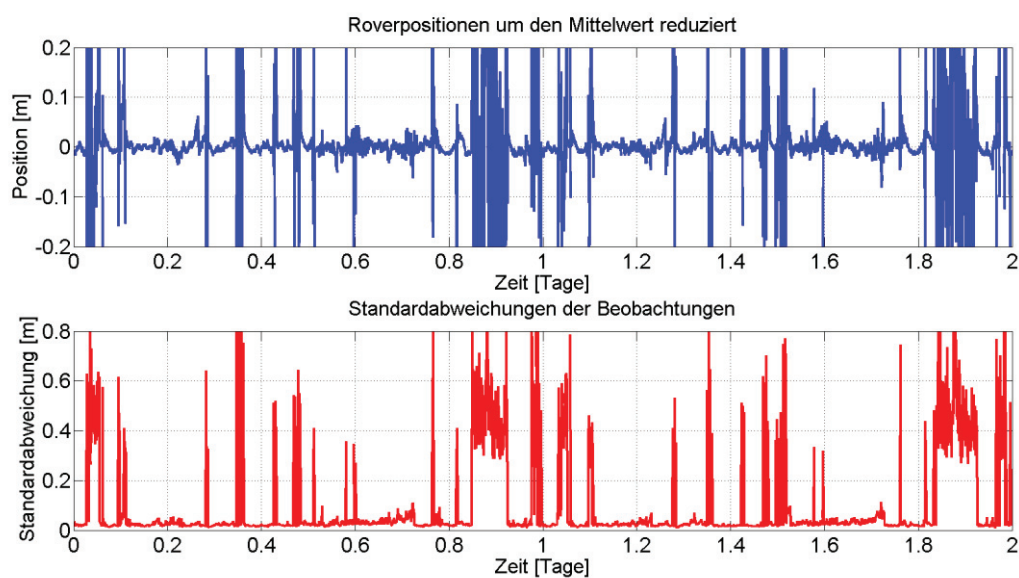 Roverpositionen um den Mittelwert reduziert
Position [m]
0.2
0.1
0
-0.1
-0.2
0 0.2 0.4 0.6 0.8 1 1.2 1.4 1.6 1.8 2
Zeit [Tage]
Standardabweichungen der Beobachtungen
Standardabweichung [m]
0.8
0.6
0.4
0.2
0
0 0.2 0.4 0.6 0.8 1 1.2 1.4 1.6 1.8 2
Zeit [Tage]